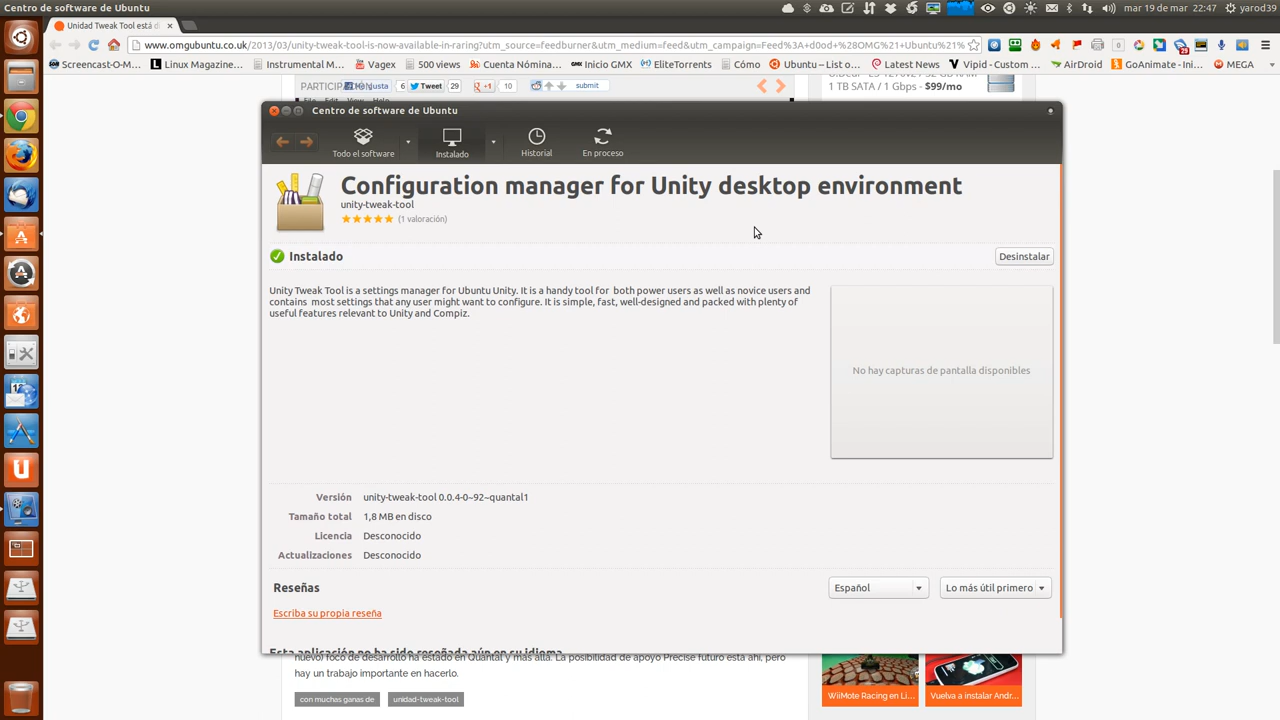 Centro de software de Ubuntu
mar 19 de mar 22:47 yarod39
Unidad Tweak Tool está d
www.omgubuntu.co.uk/2013/03/unity-tweak-tool-is-now-available-in-raring?utm_source=feedburner&utm_medium=feed&utm_campaign=Feed%3A+d0od+%28OMG+Ubuntu%21%
Screencast-O-M... Linux Magazine... Instrumental M... Vagex 500 views Cuenta Nómina... Inicio GMX EliteTorrents Cómo Ubuntu – List o... Latest News Vipid - Custom ... AirDroid GoAnimate - Ini... MEGA
1 TB SATA / 1 Gbps - $99/mo
6 Tweet 29 +1 10 submit
Centro de software de Ubuntu
Todo el software
Instalado
Historial
En proceso
Configuration manager for Unity desktop environment
unity-tweak-tool
(1 valoración)
Instalado
Desinstalar
Unity Tweak Tool is a settings manager for Ubuntu Unity. It is a handy tool for both power users as well as novice users and
contains most settings that any user might want to configure. It is simple, fast, well-designed and packed with plenty of
useful features relevant to Unity and Compiz.
No hay capturas de pantalla disponibles
Versión unity-tweak-tool 0.0.4-0~92~quantal1
Tamaño total 1,8 MB en disco
Licencia Desconocido
Actualizaciones Desconocido
Reseñas
Español
Lo más útil primero
Escriba su propia reseña
Esta aplicación no ha sido reseñada aún en su idioma
nuevo foco de desarrollo ha estado en Quantal y más allá. La posibilidad de apoyo Precise futuro está ahí, pero
hay un trabajo importante en hacerlo.
con muchas ganas de
unidad-tweak-tool
WiiMote Racing en Li...
Vuelva a instalar Andr...